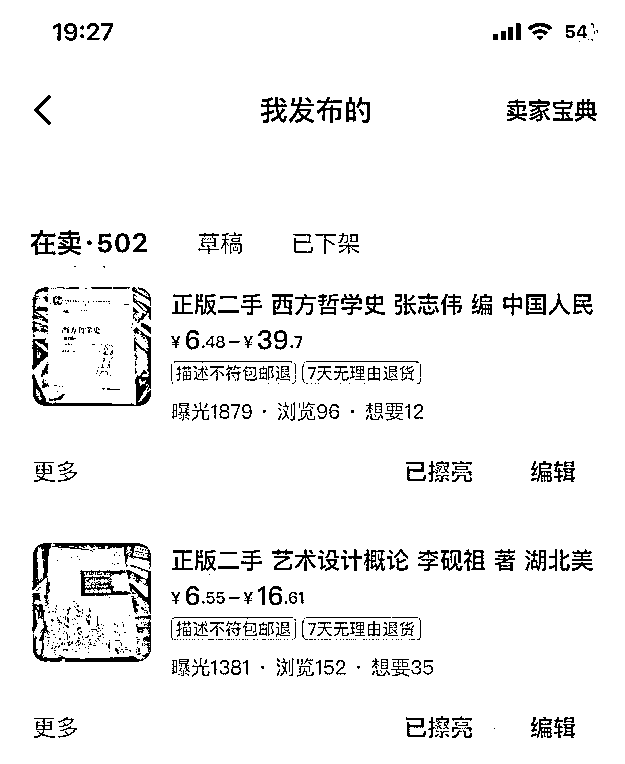 19:27
54
我发布的
卖家宝典
在卖·502 草稿 已下架
正版二手 西方哲学史 张志伟 编 中国人民
¥6.48-¥39.7
描述不符包邮退 7天无理由退货
曝光1879 · 浏览96 · 想要12
更多 已擦亮 编辑
西方哲学史
正版二手 艺术设计概论 李砚祖 著 湖北美
¥6.55-¥16.61
描述不符包邮退 7天无理由退货
曝光1381 · 浏览152 · 想要35
更多 已擦亮 编辑